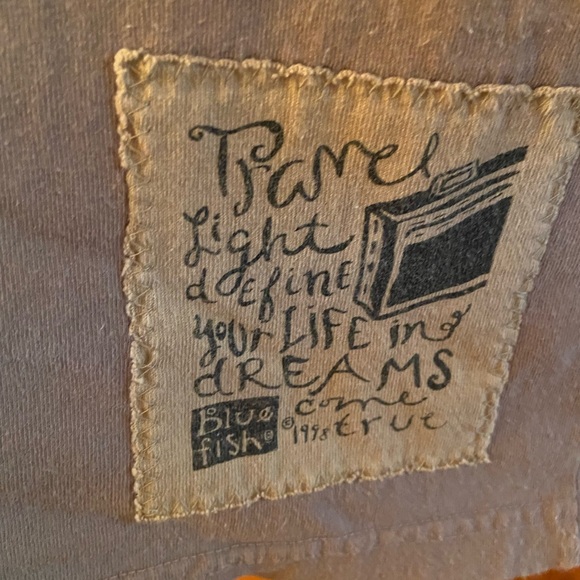 Travel
Light
dEfiNE
youR LIFE in
dREAMS
come
true
Blue
fish®
© 1998